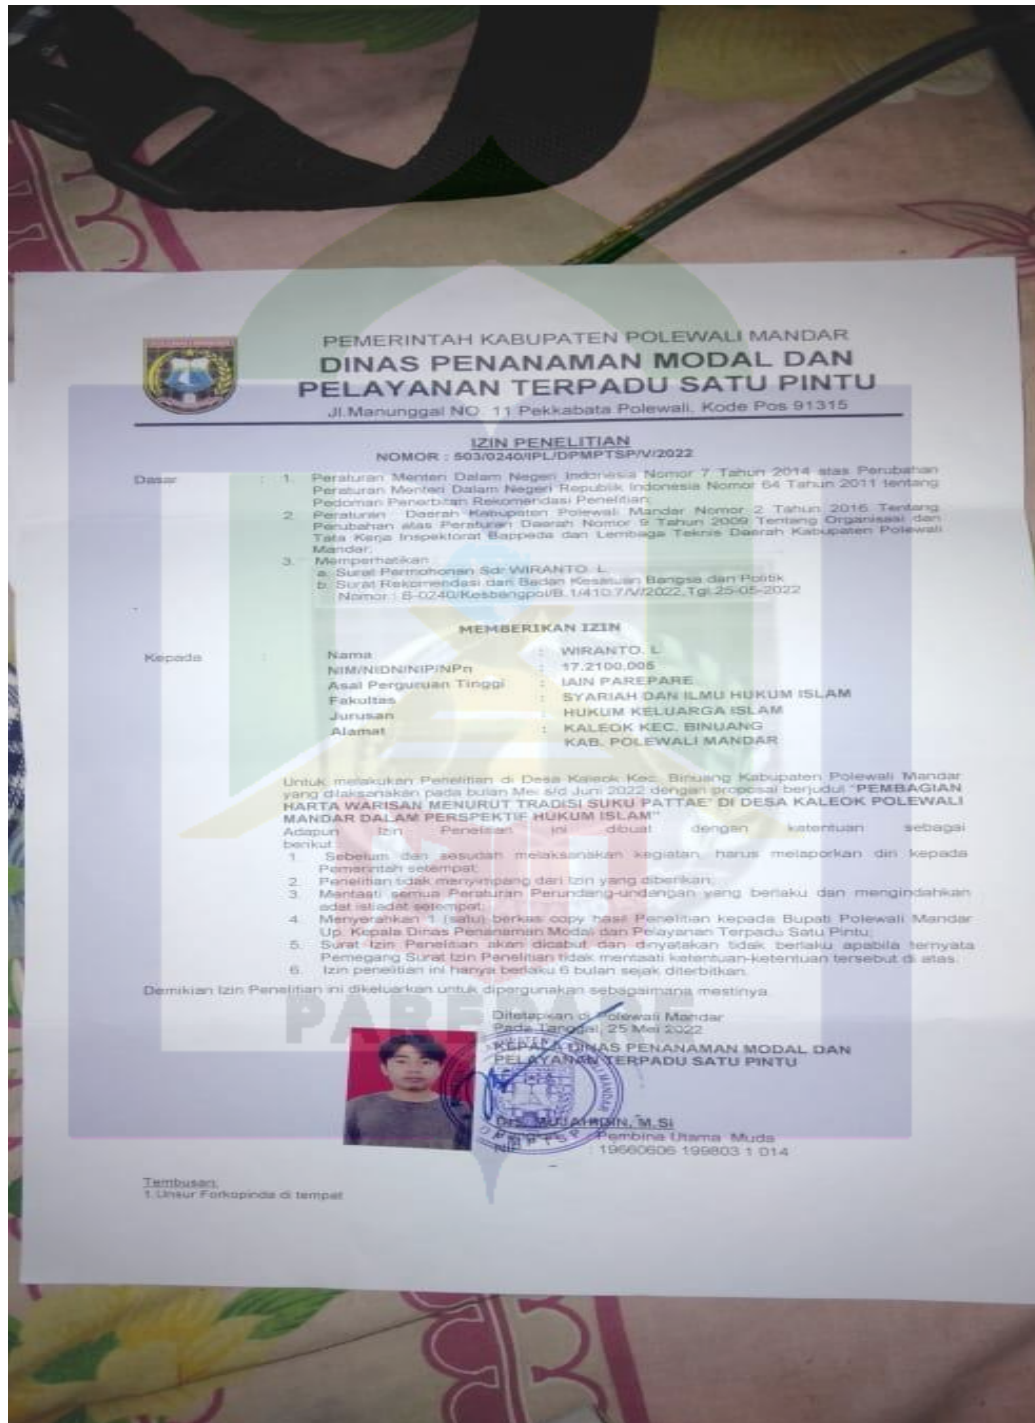 PEMERINTAH KABUPATEN POLEWALI MANDAR
DINAS PENANAMAN MODAL DAN
PELAYANAN TERPADU SATU PINTU
Jl.Manunggal NO. 11 Pekkabata Polewali, Kode Pos 91315
IZIN PENELITIAN
NOMOR : 503/0240/IPL/DPMPTSP/V/2022
Dasar : 1. Peraturan Menteri Dalam Negeri Indonesia Nomor 7 Tahun 2014 atas Perubahan
Peraturan Menteri Dalam Negeri Republik Indonesia Nomor 64 Tahun 2011 tentang
Pedoman Penerbitan Rekomendasi Penelitian;
2. Peraturan Daerah Kabupaten Polewali Mandar Nomor 2 Tahun 2016 Tentang
Perubahan atas Peraturan Daerah Nomor 9 Tahun 2009 Tentang Organisasi dan
Tata Kerja Inspektorat Bappeda dan Lembaga Teknis Daerah Kabupaten Polewali
Mandar;
3. Memperhatikan :
a. Surat Permohonan Sdr WIRANTO. L
b. Surat Rekomendasi dari Badan Kesatuan Bangsa dan Politik
Nomor : B-0240/Kesbangpol/B.1/410.7/V/2022,Tgl.25-05-2022
MEMBERIKAN IZIN
Kepada : Nama : WIRANTO. L
NIM/NIDN/NIP/NPn : 17.2100.005
Asal Perguruan Tinggi : IAIN PAREPARE
Fakultas : SYARIAH DAN ILMU HUKUM ISLAM
Jurusan : HUKUM KELUARGA ISLAM
Alamat : KALEOK KEC. BINUANG
KAB. POLEWALI MANDAR
Untuk melakukan Penelitian di Desa Kaleok Kec. Binuang Kabupaten Polewali Mandar
yang dilaksanakan pada bulan Mei s/d Juni 2022 dengan proposal berjudul "PEMBAGIAN
HARTA WARISAN MENURUT TRADISI SUKU PATTAE' DI DESA KALEOK POLEWALI
MANDAR DALAM PERSPEKTIF HUKUM ISLAM"
Adapun Izin Penelitian ini dibuat dengan ketentuan sebagai
berikut :
1. Sebelum dan sesudah melaksanakan kegiatan, harus melaporkan diri kepada
Pemerintah setempat;
2. Penelitian tidak menyimpang dari izin yang diberikan;
3. Mentaati semua Peraturan Perundang-undangan yang berlaku dan mengindahkan
adat istiadat setempat;
4. Menyerahkan 1 (satu) berkas copy hasil Penelitian kepada Bupati Polewali Mandar
Up. Kepala Dinas Penanaman Modal dan Pelayanan Terpadu Satu Pintu;
5. Surat Izin Penelitian akan dicabut dan dinyatakan tidak berlaku apabila ternyata
Pemegang Surat Izin Penelitian tidak mentaati ketentuan-ketentuan tersebut di atas.
6. Izin penelitian ini hanya berlaku 6 bulan sejak diterbitkan.
Demikian Izin Penelitian ini dikeluarkan untuk dipergunakan sebagaimana mestinya
PAREPARE
Ditetapkan di Polewali Mandar
Pada Tanggal, 25 Mei 2022
KEPALA DINAS PENANAMAN MODAL DAN
PELAYANAN TERPADU SATU PINTU
Drs. MUJAHIDIN, M.Si
Pembina Utama Muda
NIP : 19660606 199803 1 014
DPMPTSP
Tembusan:
1.Unsur Forkopinda di tempat